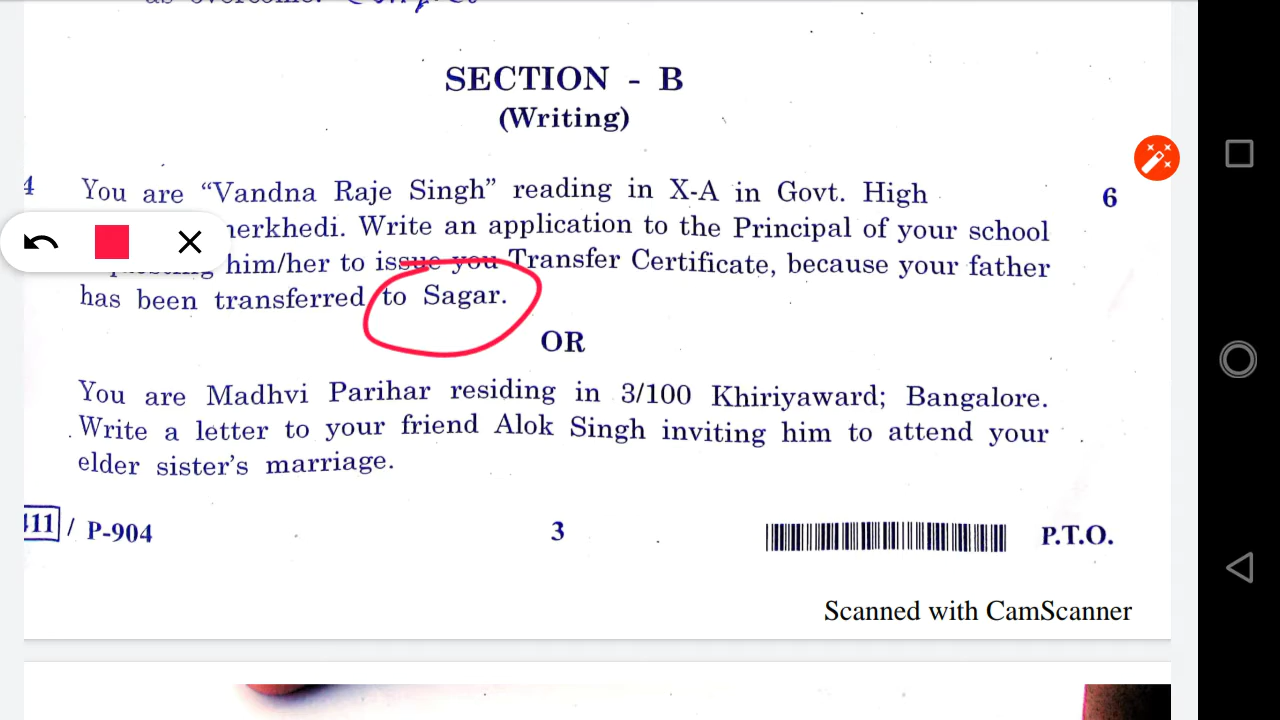 SECTION - B
(Writing)
4 You are "Vandna Raje Singh" reading in X-A in Govt. High 6
Write an application to the Principal of your school
him/her to issue you Transfer Certificate, because your father
has been transferred to Sagar.
OR
You are Madhvi Parihar residing in 3/100 Khiriyaward; Bangalore.
Write a letter to your friend Alok Singh inviting him to attend your
elder sister's marriage.
11 / P-904 3 P.T.O.
Scanned with CamScanner